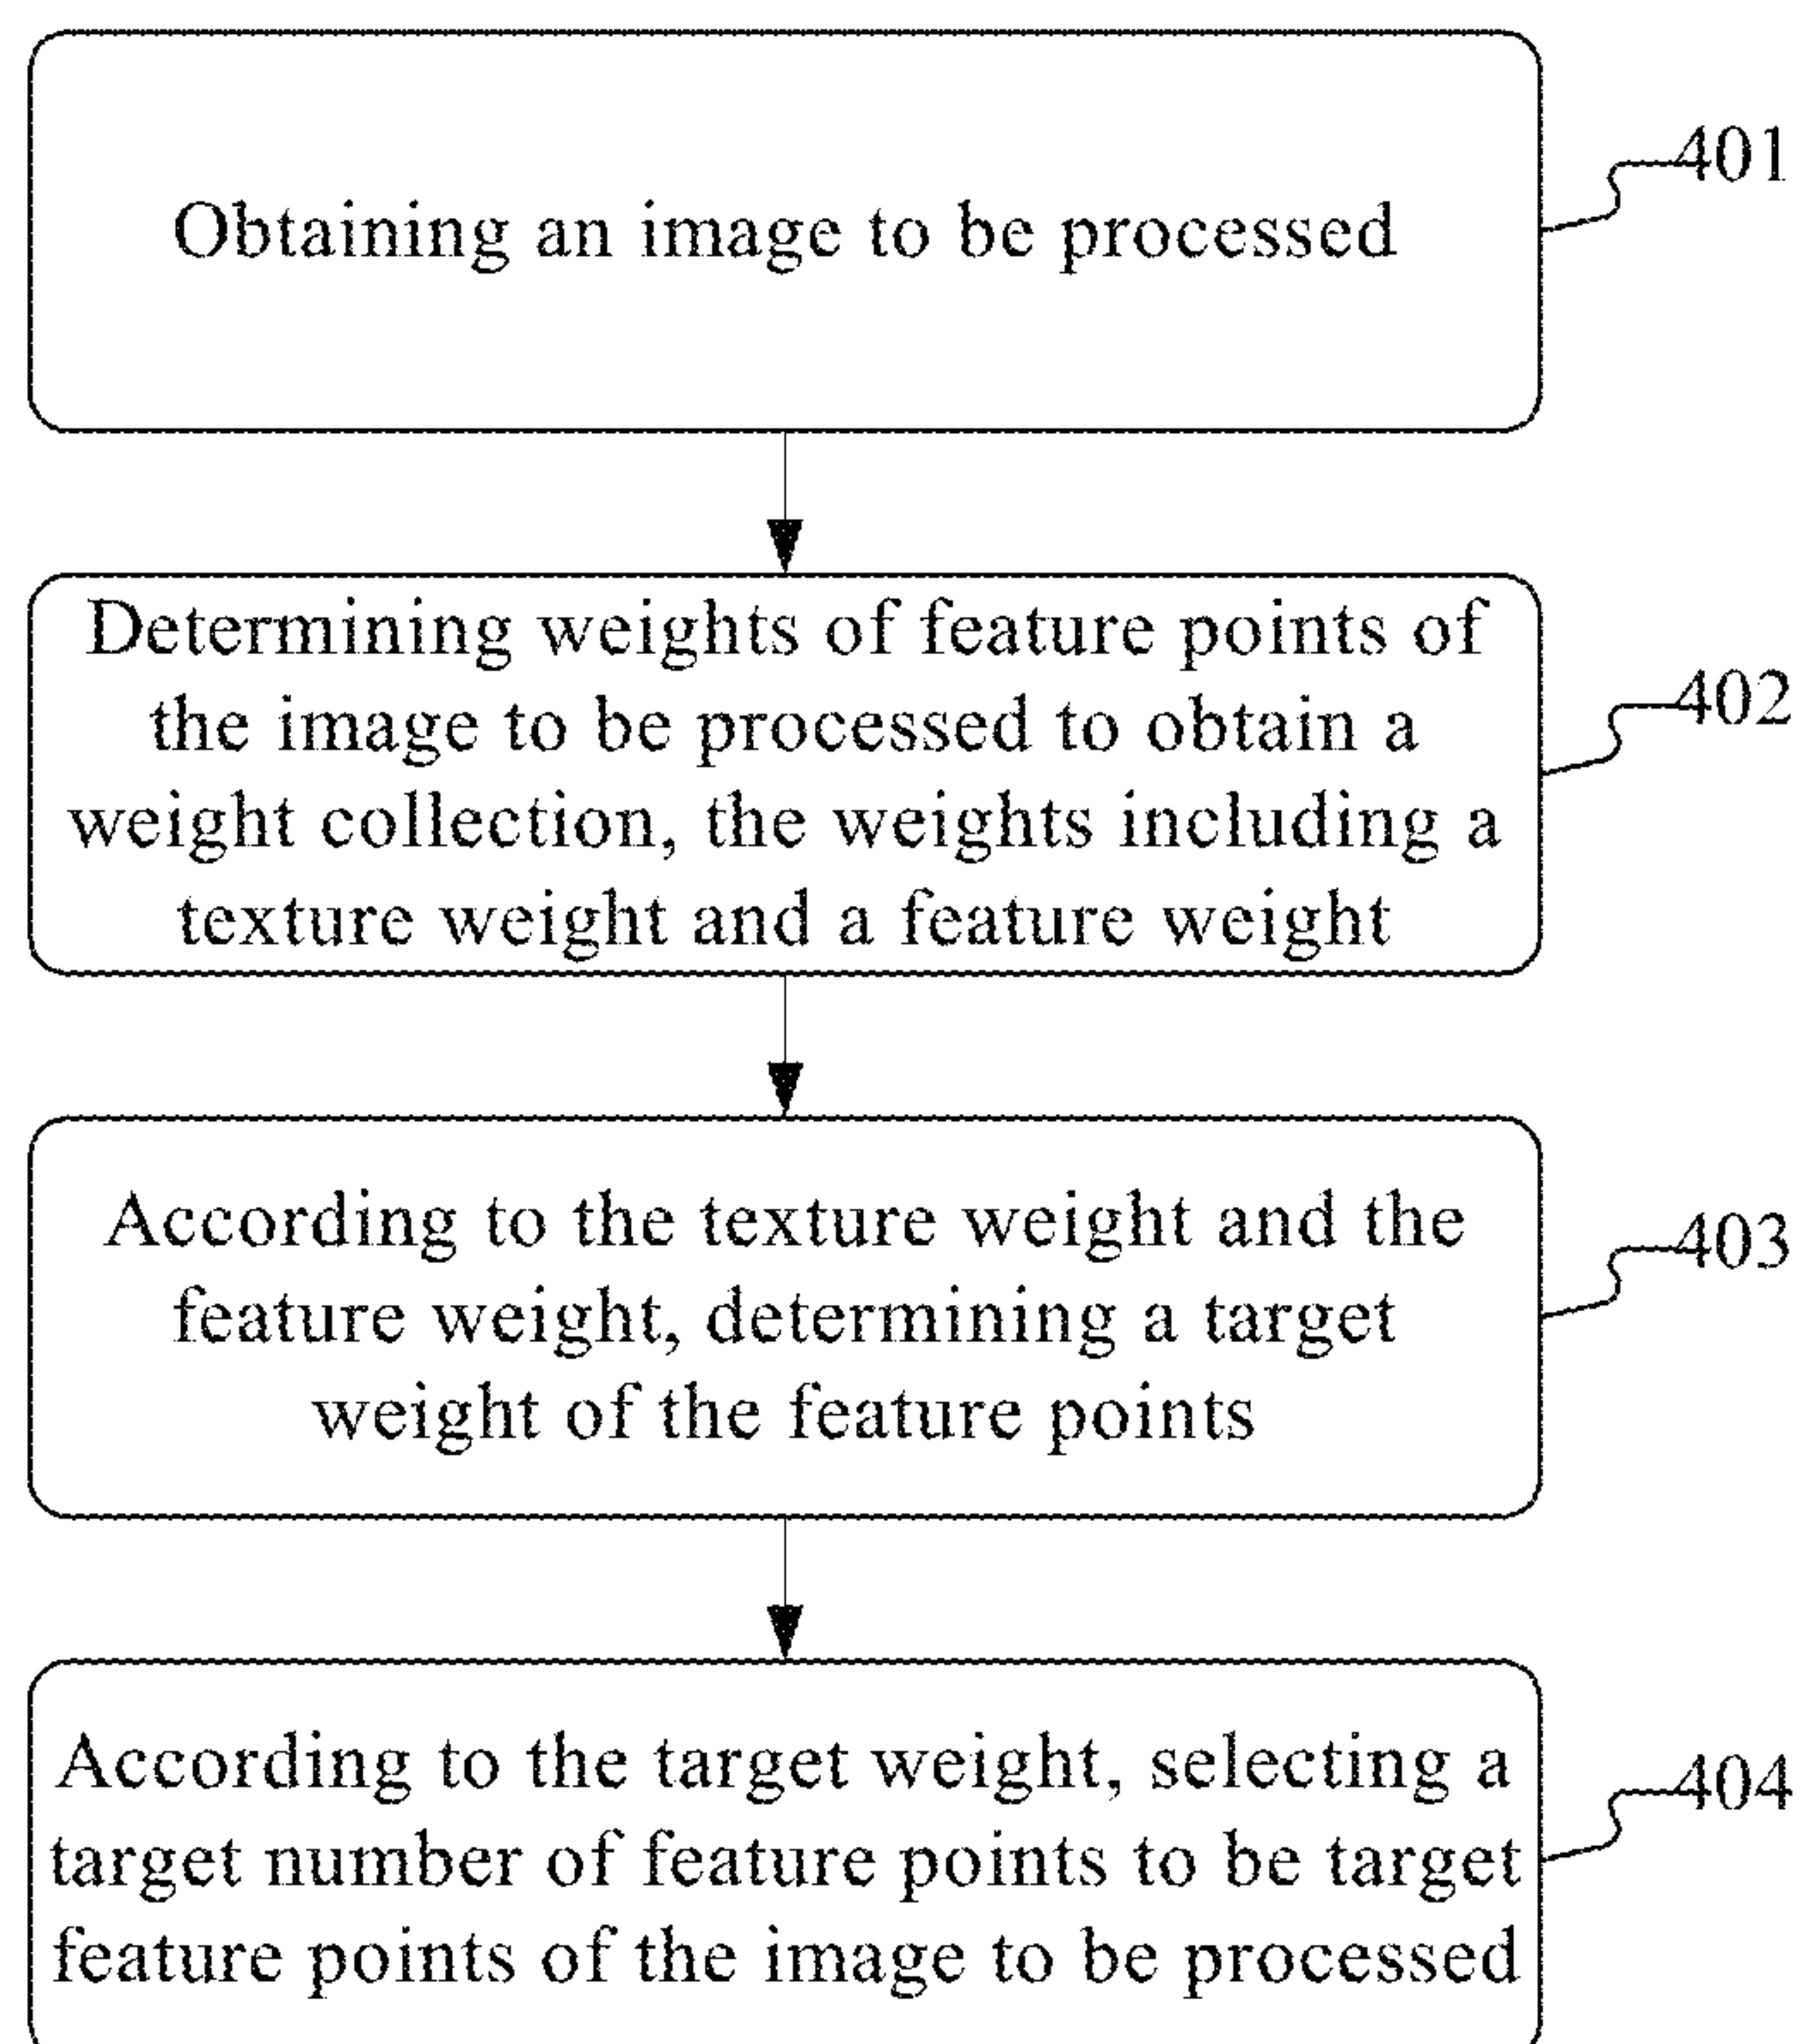 Obtaining an image to be processed
401
Determining weights of feature points of
the image to be processed to obtain a
weight collection, the weights including a
texture weight and a feature weight
402
According to the texture weight and the
feature weight, determining a target
weight of the feature points
403
According to the target weight, selecting a
target number of feature points to be target
feature points of the image to be processed
404